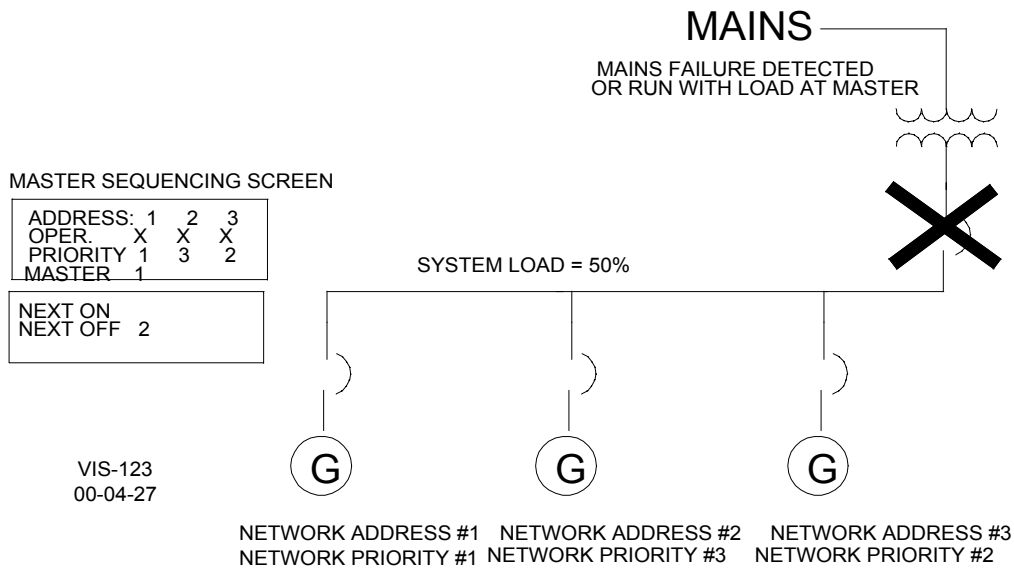 MAINS
MAINS FAILURE DETECTED
OR RUN WITH LOAD AT MASTER
MASTER SEQUENCING SCREEN
ADDRESS: 1 2 3
OPER. X X X
PRIORITY 1 3 2
MASTER 1
SYSTEM LOAD = 50%
NEXT ON
NEXT OFF 2
G G G
VIS-123
00-04-27
NETWORK ADDRESS #1 NETWORK ADDRESS #2 NETWORK ADDRESS #3
NETWORK PRIORITY #1 NETWORK PRIORITY #3 NETWORK PRIORITY #2